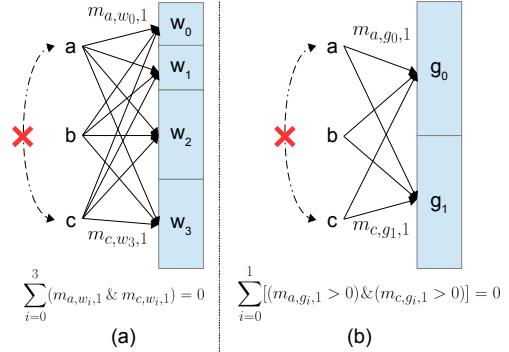 m_{a,w_0,1}
w_0
a
w_1
b
w_2
c
w_3
m_{c,w_3,1}
\sum_{i=0}^{3}(m_{a,w_i,1} \& m_{c,w_i,1}) = 0
(a)
m_{a,g_0,1}
a
g_0
b
c
g_1
m_{c,g_1,1}
\sum_{i=0}^{1}[(m_{a,g_i,1} > 0)\&(m_{c,g_i,1} > 0)] = 0
(b)